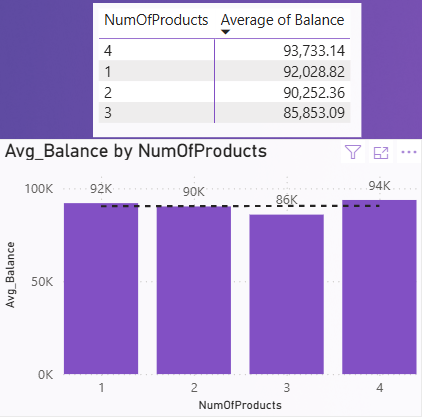 NumOfProducts Average of Balance
4 93,733.14
1 92,028.82
2 90,252.36
3 85,853.09
Avg_Balance by NumOfProducts
100K
92K 90K 86K 94K
50K
0K
Avg_Balance
1 2 3 4
NumOfProducts